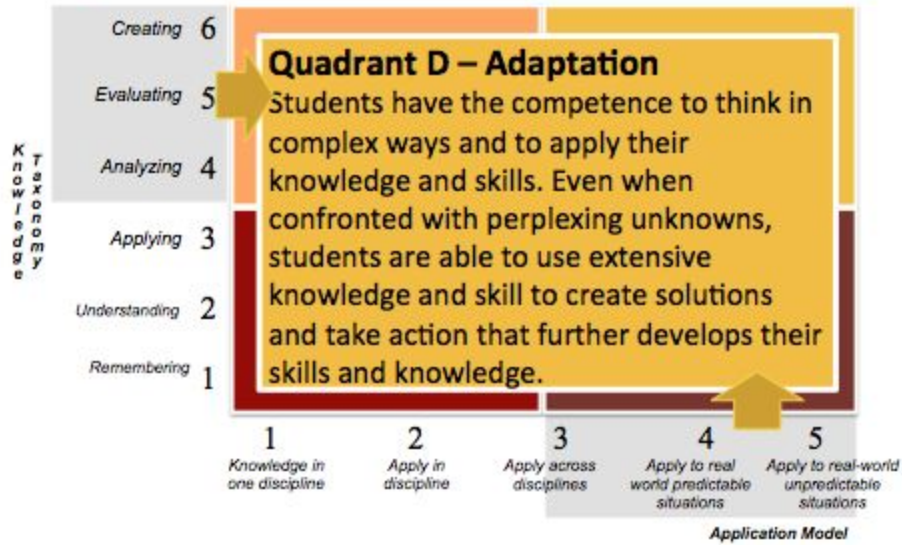 Creating 6
Evaluating 5
Analyzing 4
Applying 3
Understanding 2
Remembering 1
Knowledge
Taxonomy
Quadrant D – Adaptation
Students have the competence to think in
complex ways and to apply their
knowledge and skills. Even when
confronted with perplexing unknowns,
students are able to use extensive
knowledge and skill to create solutions
and take action that further develops their
skills and knowledge.
1
Knowledge in
one discipline
2
Apply in
discipline
3
Apply across
disciplines
4
Apply to real
world predictable
situations
5
Apply to real-world
unpredictable
situations
Application Model